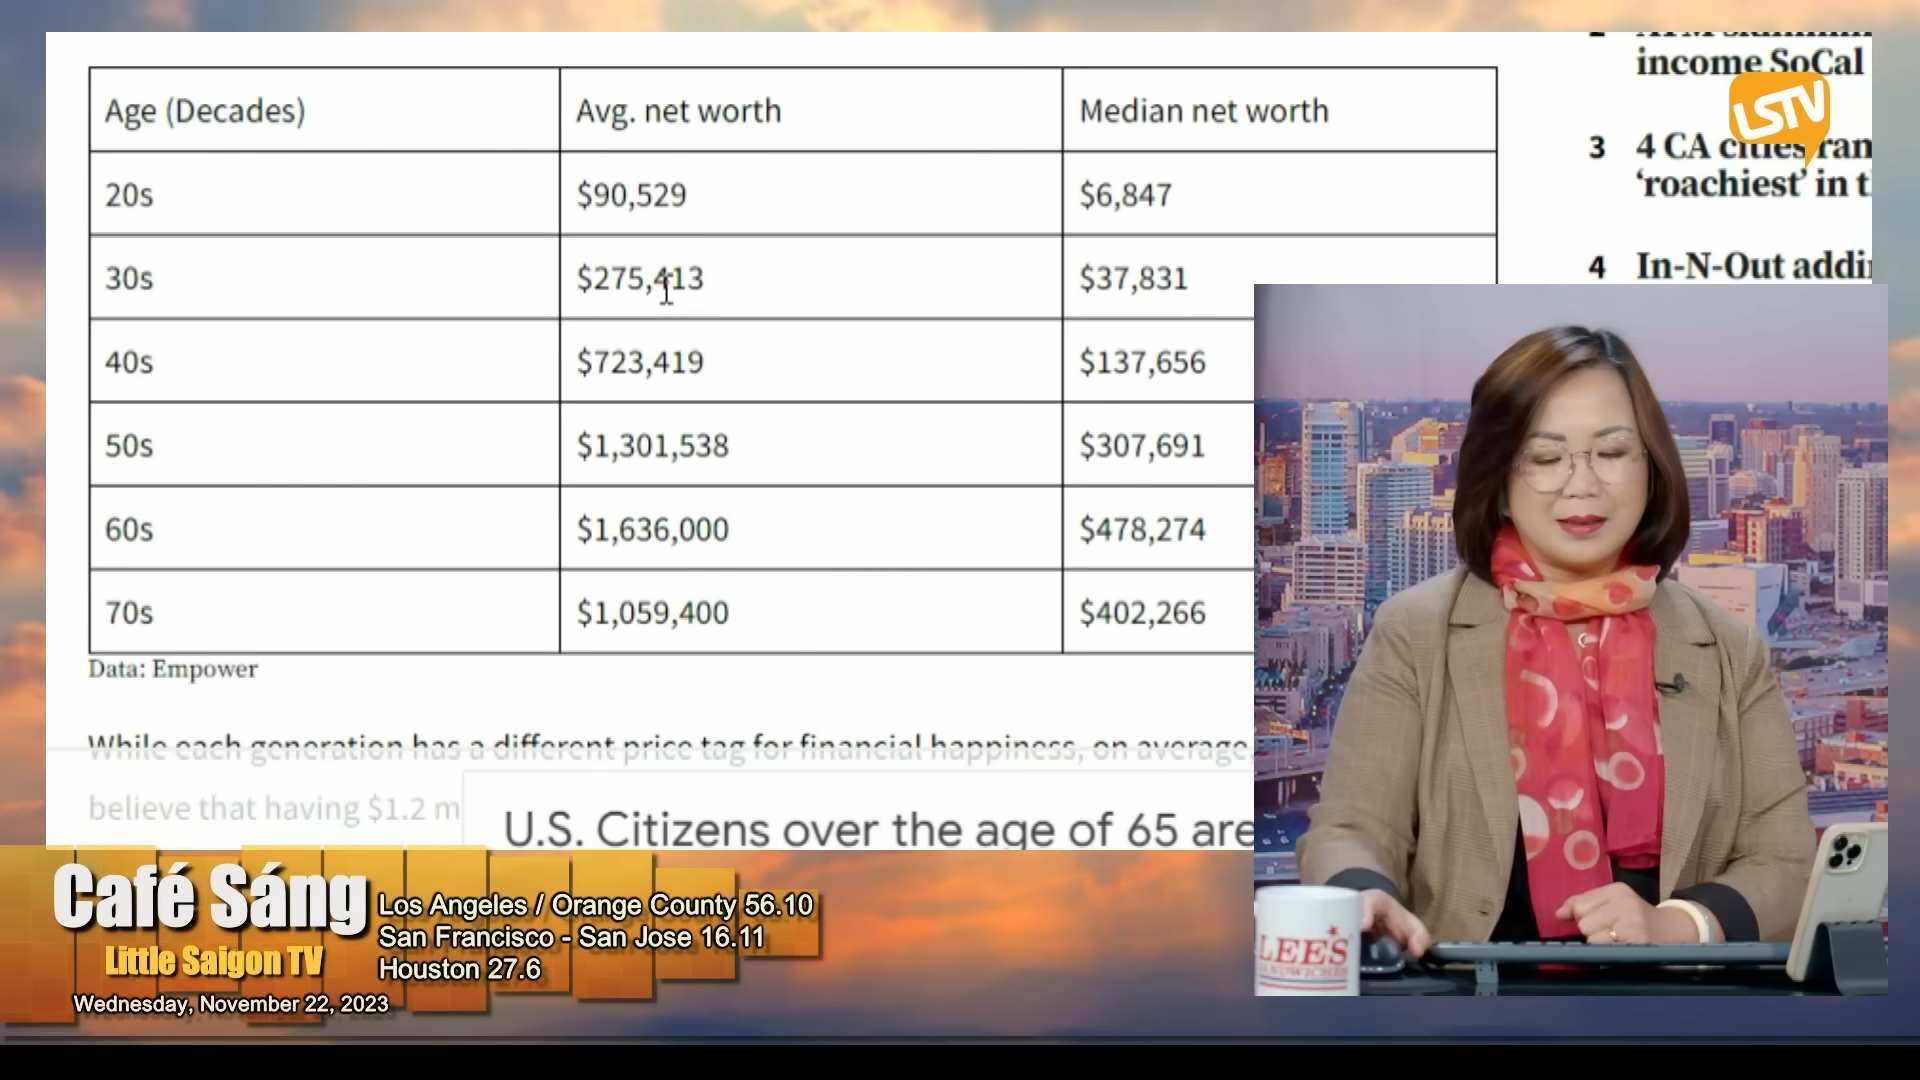 Age (Decades) Avg. net worth Median net worth
20s $90,529 $6,847
30s $275,413 $37,831
40s $723,419 $137,656
50s $1,301,538 $307,691
60s $1,636,000 $478,274
70s $1,059,400 $402,266
Data: Empower
While each generation has a different price tag for financial happiness, on average,
believe that having $1.2 m
U.S. Citizens over the age of 65 are
2
income SoCal
3 4 CA cities ran
‘roachiest’ in t
4 In-N-Out addi
LSTV
LEE'S
SANDWICHES
Café Sáng
Little Saigon TV
Wednesday, November 22, 2023
Los Angeles / Orange County 56.10
San Francisco - San Jose 16.11
Houston 27.6